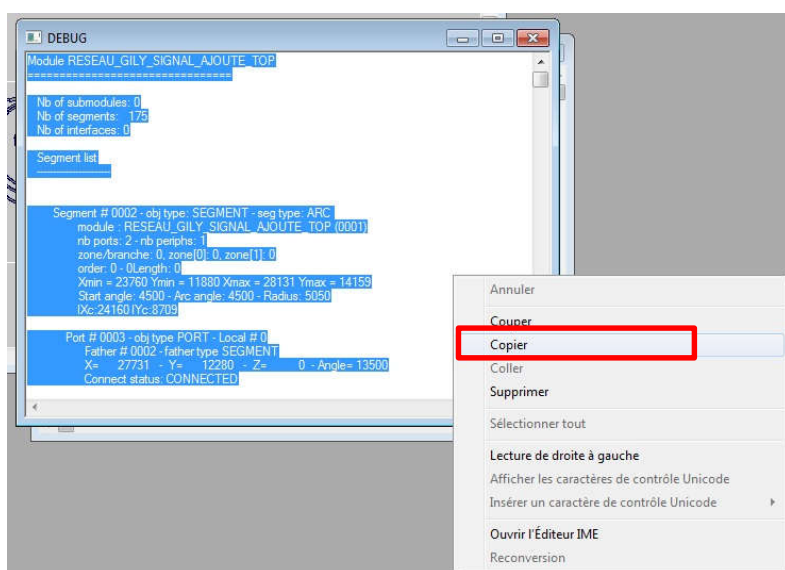 DEBUG
Module RESEAU_GILY_SIGNAL_AJOUTE_TOP
================================
Nb of submodules: 0
Nb of segments: 175
Nb of interfaces: 0
Segment list
--------------------
Segment # 0002 - obj type: SEGMENT - seg type: ARC
module : RESEAU_GILY_SIGNAL_AJOUTE_TOP (0001)
nb ports: 2 - nb periphs: 1
zone/branche: 0, zone[0]: 0, zone[1]: 0
order: 0 - 0Length: 0
Xmin = 23760 Ymin = 11880 Xmax = 28131 Ymax = 14159
Start angle: 4500 - Arc angle: 4500 - Radius: 5050
IXc:24160 IYc:8709
Port # 0003 - obj type PORT - Local # 0
Father # 0002 - father type SEGMENT
X= 27731 - Y= 12280 - Z= 0 - Angle= 13500
Connect status: CONNECTED
Annuler
Couper
Copier
Coller
Supprimer
Sélectionner tout
Lecture de droite à gauche
Afficher les caractères de contrôle Unicode
Insérer un caractère de contrôle Unicode
Ouvrir l'Éditeur IME
Reconversion